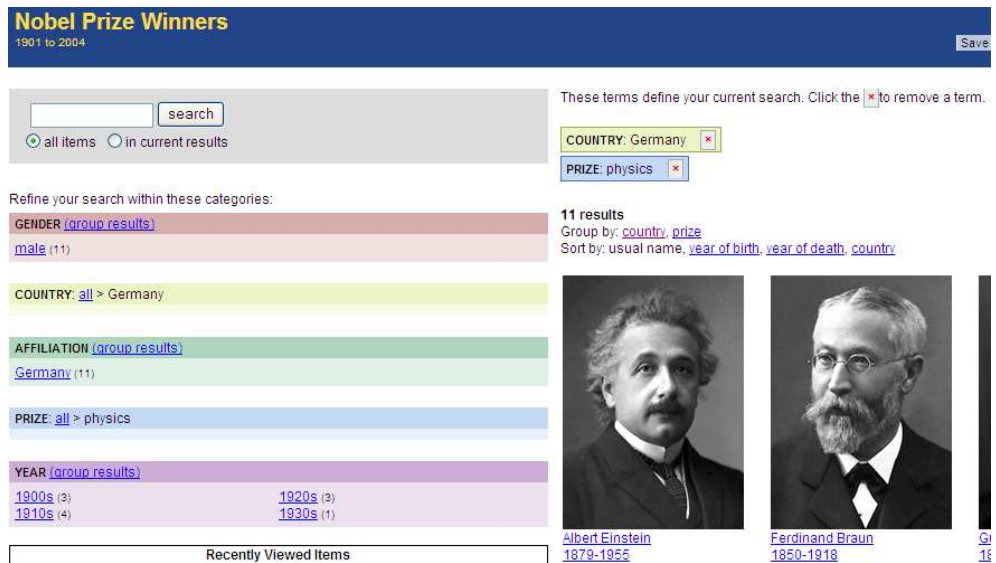 Nobel Prize Winners
1901 to 2004
Save
search
all items in current results
Refine your search within these categories:
GENDER (group results)
male (11)
COUNTRY: all > Germany
AFFILIATION (group results)
Germany (11)
PRIZE: all > physics
YEAR (group results)
1900s (3) 1920s (3)
1910s (4) 1930s (1)
Recently Viewed Items
These terms define your current search. Click the x to remove a term.
COUNTRY: Germany x
PRIZE: physics x
11 results
Group by: country, prize
Sort by: usual name, year of birth, year of death, country
Albert Einstein
1879-1955
Ferdinand Braun
1850-1918